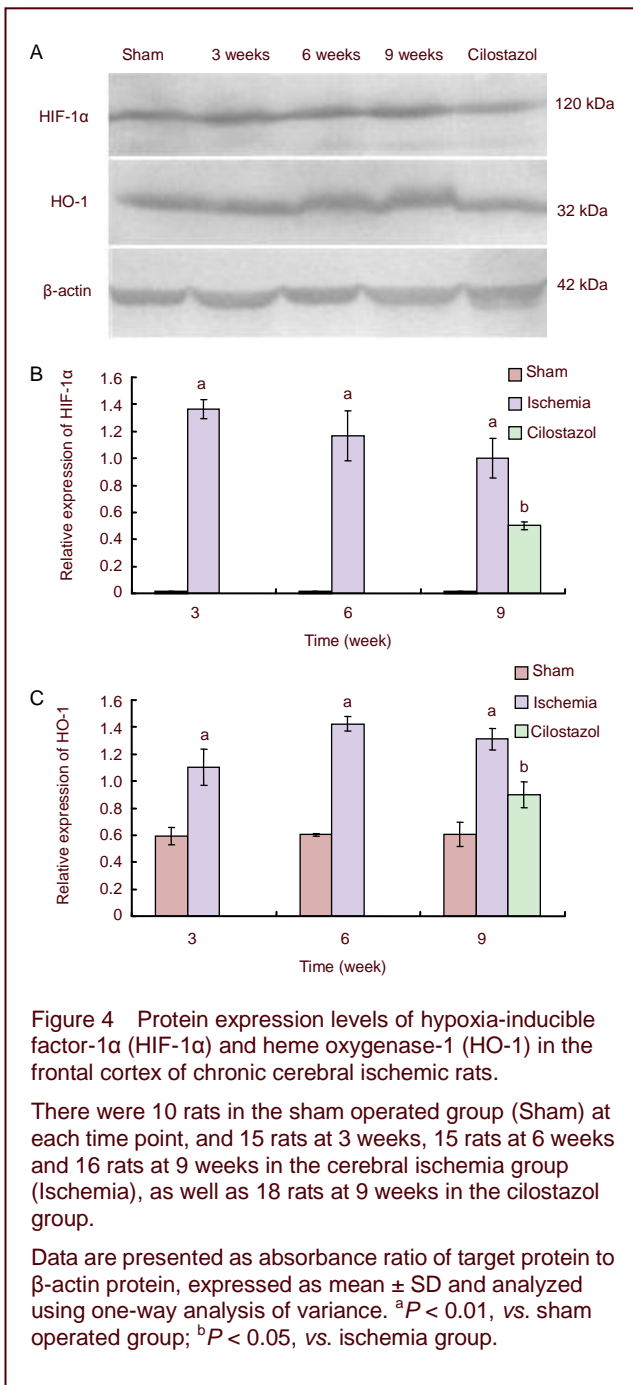 A
Sham 3 weeks 6 weeks 9 weeks Cilostazol
HIF-1α 120 kDa
HO-1 32 kDa
β-actin 42 kDa
B
Relative expression of HIF-1α
1.6
1.4
1.2
1.0
0.8
0.6
0.4
0.2
0
a a a b
Sham
Ischemia
Cilostazol
3 6 9
Time (week)
C
Relative expression of HO-1
1.6
1.4
1.2
1.0
0.8
0.6
0.4
0.2
0
a a a b
Sham
Ischemia
Cilostazol
3 6 9
Time (week)
Figure 4 Protein expression levels of hypoxia-inducible
factor-1α (HIF-1α) and heme oxygenase-1 (HO-1) in the
frontal cortex of chronic cerebral ischemic rats.
There were 10 rats in the sham operated group (Sham) at
each time point, and 15 rats at 3 weeks, 15 rats at 6 weeks
and 16 rats at 9 weeks in the cerebral ischemia group
(Ischemia), as well as 18 rats at 9 weeks in the cilostazol
group.
Data are presented as absorbance ratio of target protein to
β-actin protein, expressed as mean ± SD and analyzed
using one-way analysis of variance. ᵃP < 0.01, vs. sham
operated group; ᵇP < 0.05, vs. ischemia group.